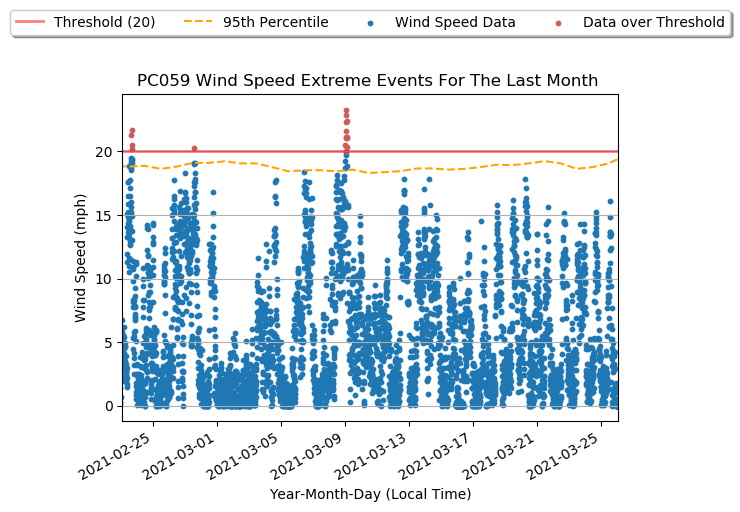 Threshold (20) 95th Percentile Wind Speed Data Data over Threshold
PC059 Wind Speed Extreme Events For The Last Month
Wind Speed (mph)
20
15
10
5
0
2021-02-25 2021-03-01 2021-03-05 2021-03-09 2021-03-13 2021-03-17 2021-03-21 2021-03-25
Year-Month-Day (Local Time)